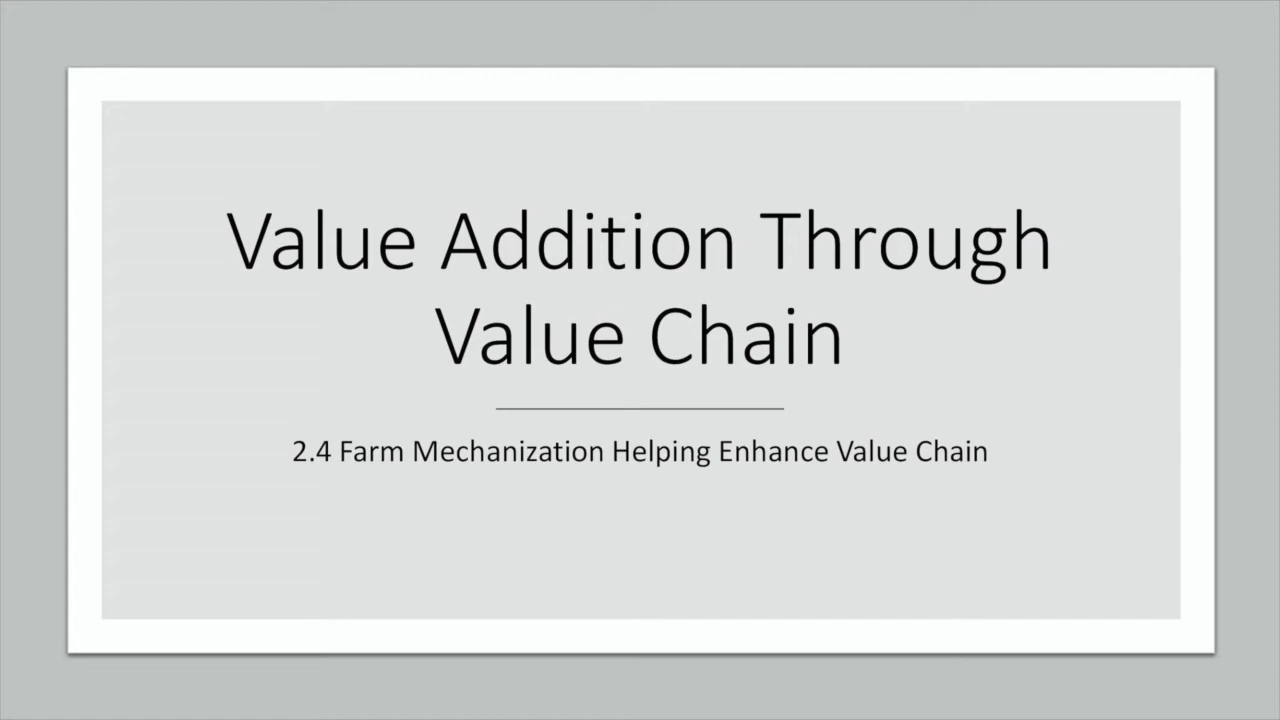 Value Addition Through
Value Chain
2.4 Farm Mechanization Helping Enhance Value Chain